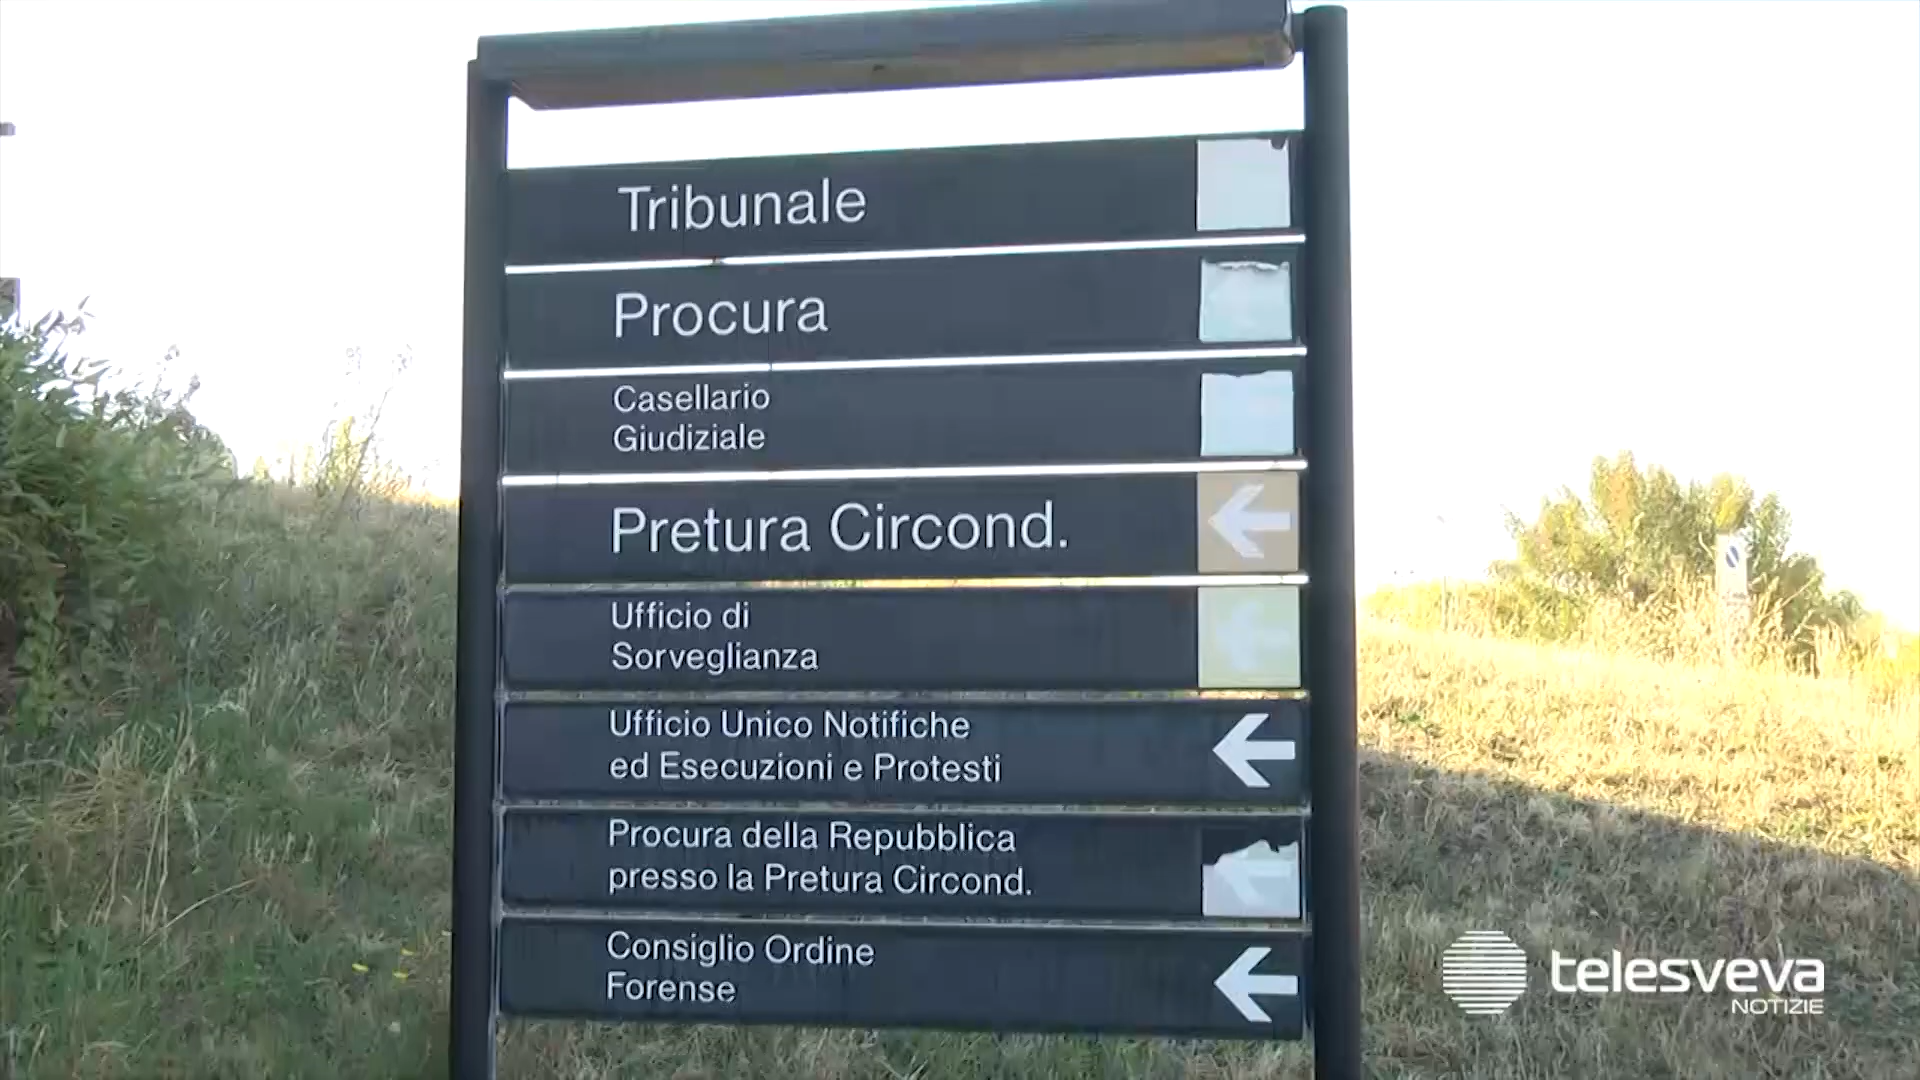 Tribunale
Procura
Casellario
Giudiziale
Pretura Circond.
Ufficio di
Sorveglianza
Ufficio Unico Notifiche
ed Esecuzioni e Protesti
Procura della Repubblica
presso la Pretura Circond.
Consiglio Ordine
Forense
telesveva
NOTIZIE